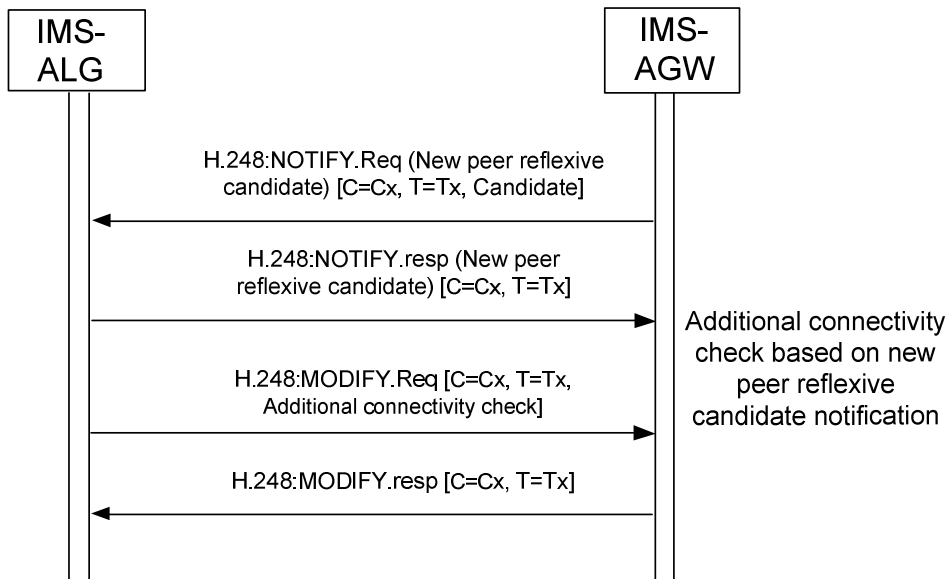 IMS-
ALG
IMS-
AGW
H.248:NOTIFY.Req (New peer reflexive
candidate) [C=Cx, T=Tx, Candidate]
H.248:NOTIFY.resp (New peer
reflexive candidate) [C=Cx, T=Tx]
H.248:MODIFY.Req [C=Cx, T=Tx,
Additional connectivity check]
H.248:MODIFY.resp [C=Cx, T=Tx]
Additional connectivity
check based on new
peer reflexive
candidate notification